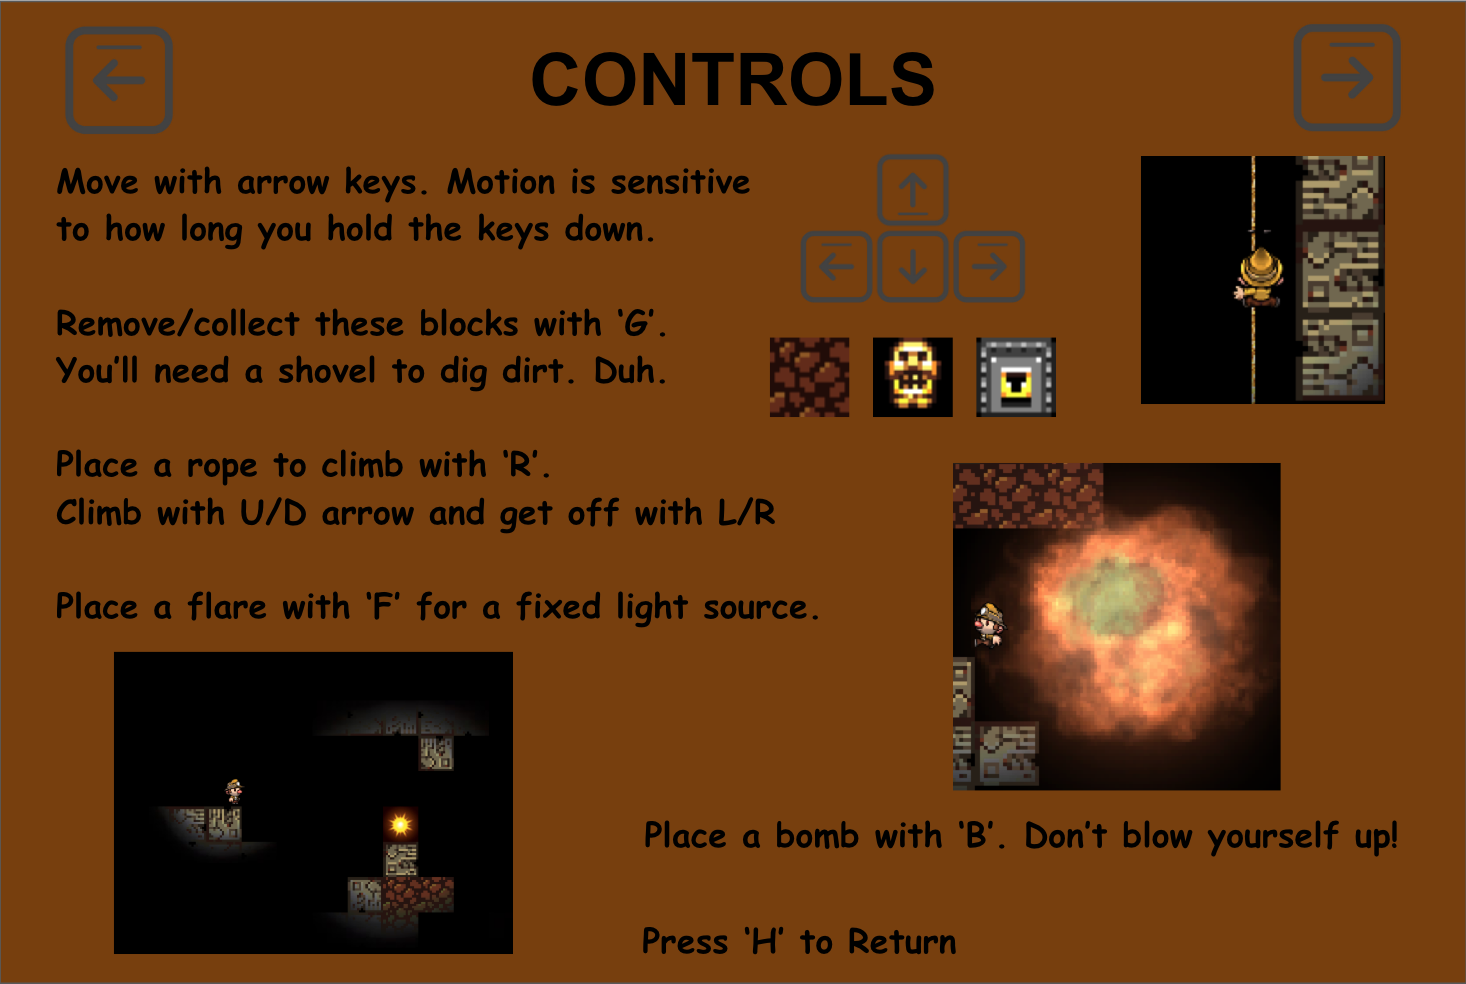 CONTROLS
Move with arrow keys. Motion is sensitive
to how long you hold the keys down.
Remove/collect these blocks with ‘G’.
You’ll need a shovel to dig dirt. Duh.
Place a rope to climb with ‘R’.
Climb with U/D arrow and get off with L/R
Place a flare with ‘F’ for a fixed light source.
Place a bomb with ‘B’. Don’t blow yourself up!
Press ‘H’ to Return